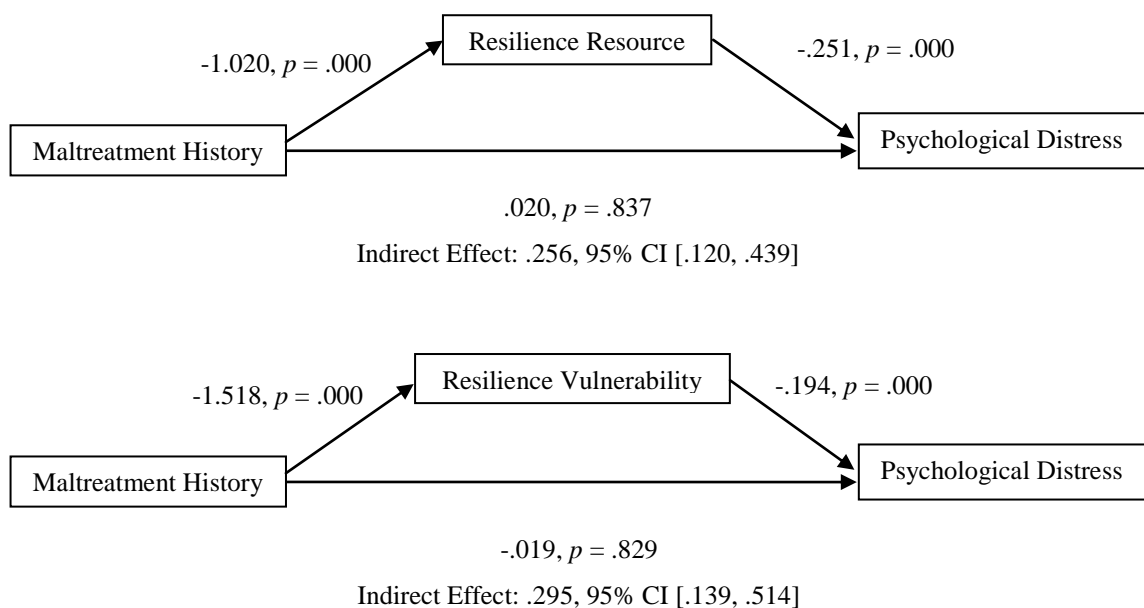 Resilience Resource
-1.020, p = .000
-.251, p = .000
Maltreatment History
Psychological Distress
.020, p = .837
Indirect Effect: .256, 95% CI [.120, .439]
Resilience Vulnerability
-1.518, p = .000
-.194, p = .000
Maltreatment History
Psychological Distress
-.019, p = .829
Indirect Effect: .295, 95% CI [.139, .514]